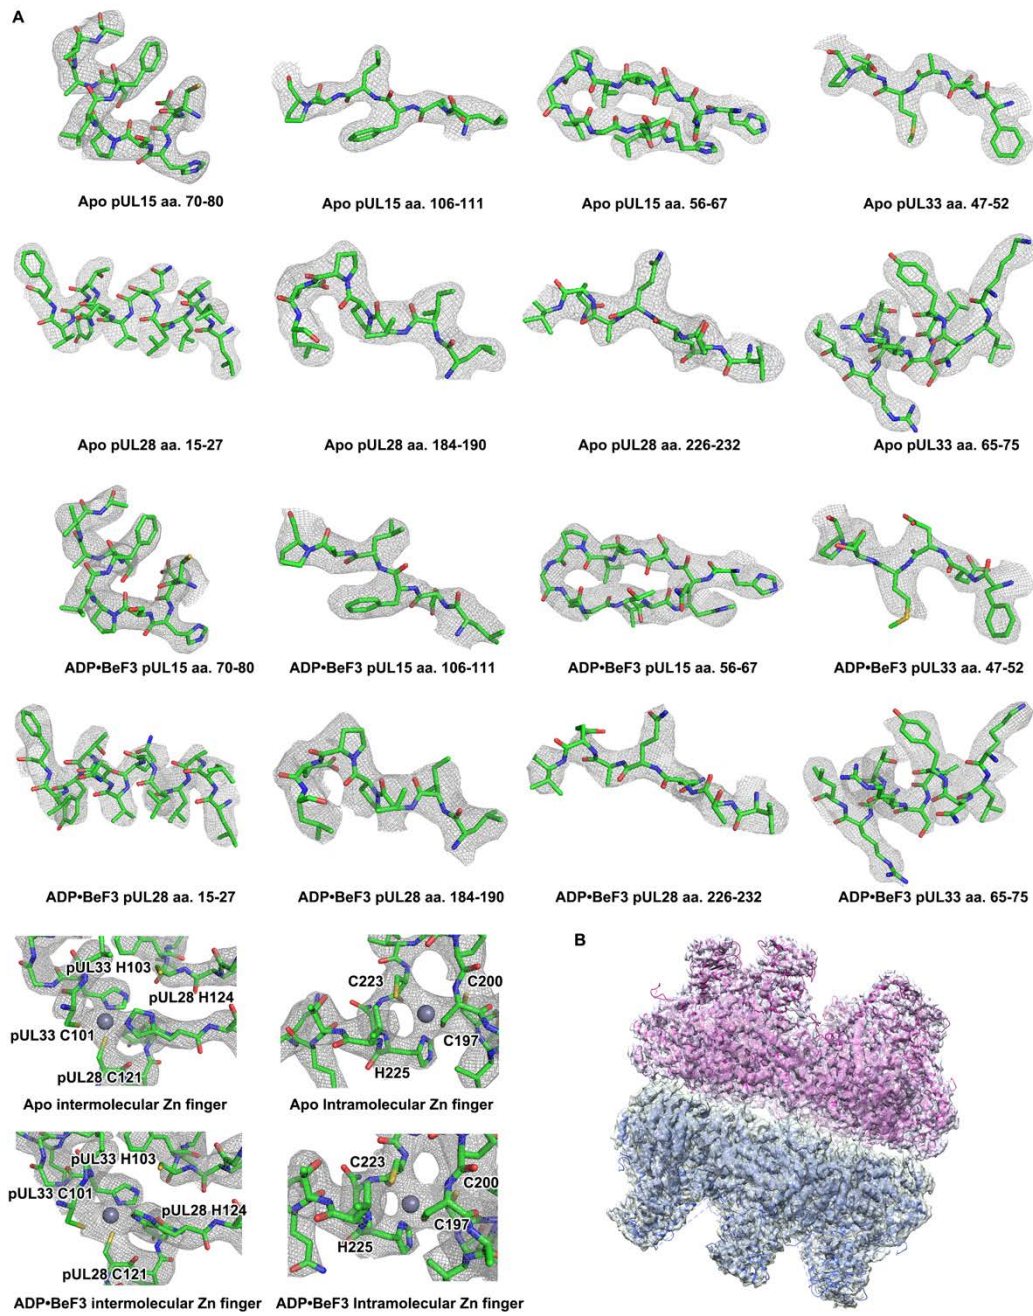 A
Apo pUL15 aa. 70-80
Apo pUL15 aa. 106-111
Apo pUL15 aa. 56-67
Apo pUL33 aa. 47-52
Apo pUL28 aa. 15-27
Apo pUL28 aa. 184-190
Apo pUL28 aa. 226-232
Apo pUL33 aa. 65-75
ADP•BeF3 pUL15 aa. 70-80
ADP•BeF3 pUL15 aa. 106-111
ADP•BeF3 pUL15 aa. 56-67
ADP•BeF3 pUL33 aa. 47-52
ADP•BeF3 pUL28 aa. 15-27
ADP•BeF3 pUL28 aa. 184-190
ADP•BeF3 pUL28 aa. 226-232
ADP•BeF3 pUL33 aa. 65-75
pUL33 H103
pUL28 H124
pUL33 C101
pUL28 C121
Apo intermolecular Zn finger
C223
C200
C197
H225
Apo Intramolecular Zn finger
pUL33 H103
pUL33 C101
pUL28 H124
pUL28 C121
ADP•BeF3 intermolecular Zn finger
C223
C200
C197
H225
ADP•BeF3 Intramolecular Zn finger
B